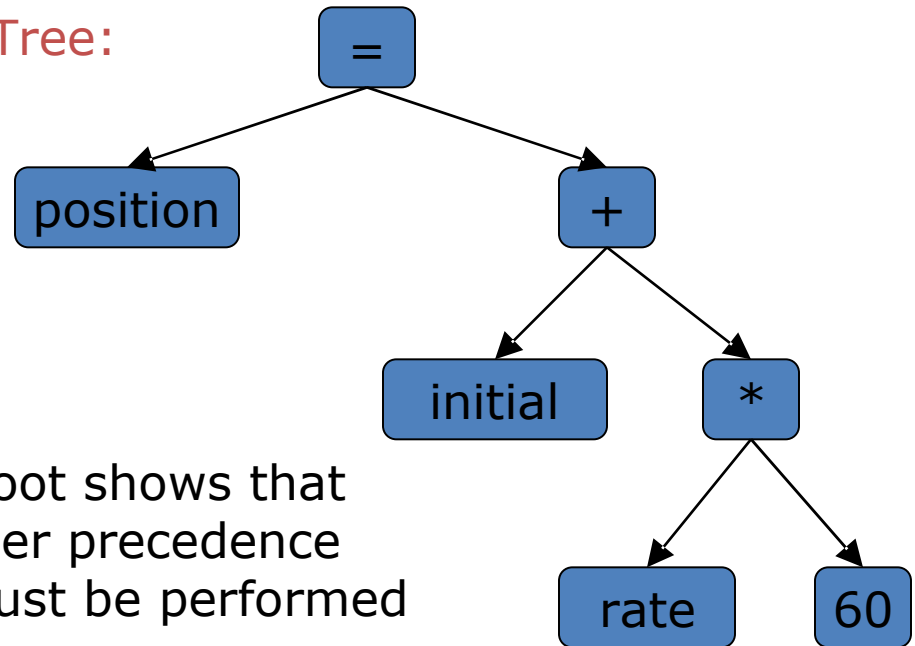 Tree:
=
position
+
initial
*
oot shows that
er precedence
ust be performed
rate
60